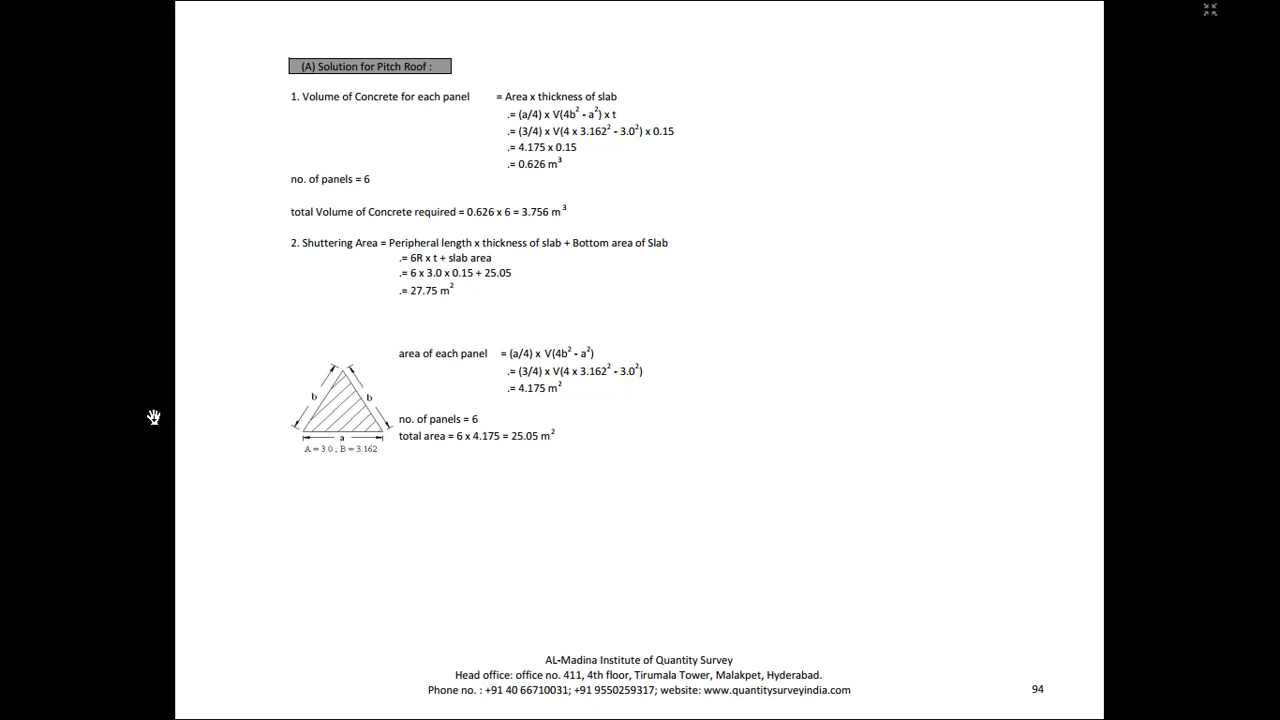 (A) Solution for Pitch Roof :
1. Volume of Concrete for each panel = Area x thickness of slab
.= (a/4) x V(4b² - a²) x t
.= (3/4) x V(4 x 3.162² - 3.0²) x 0.15
.= 4.175 x 0.15
.= 0.626 m³
no. of panels = 6
total Volume of Concrete required = 0.626 x 6 = 3.756 m³
2. Shuttering Area = Peripheral length x thickness of slab + Bottom area of Slab
.= 6R x t + slab area
.= 6 x 3.0 x 0.15 + 25.05
.= 27.75 m²
area of each panel = (a/4) x V(4b² - a²)
.= (3/4) x V(4 x 3.162² - 3.0²)
.= 4.175 m²
b b
no. of panels = 6
total area = 6 x 4.175 = 25.05 m²
a
A = 3.0 ; B = 3.162
AL-Madina Institute of Quantity Survey
Head office: office no. 411, 4th floor, Tirumala Tower, Malakpet, Hyderabad.
Phone no. : +91 40 66710031; +91 9550259317; website: www.quantitysurveyindia.com
94